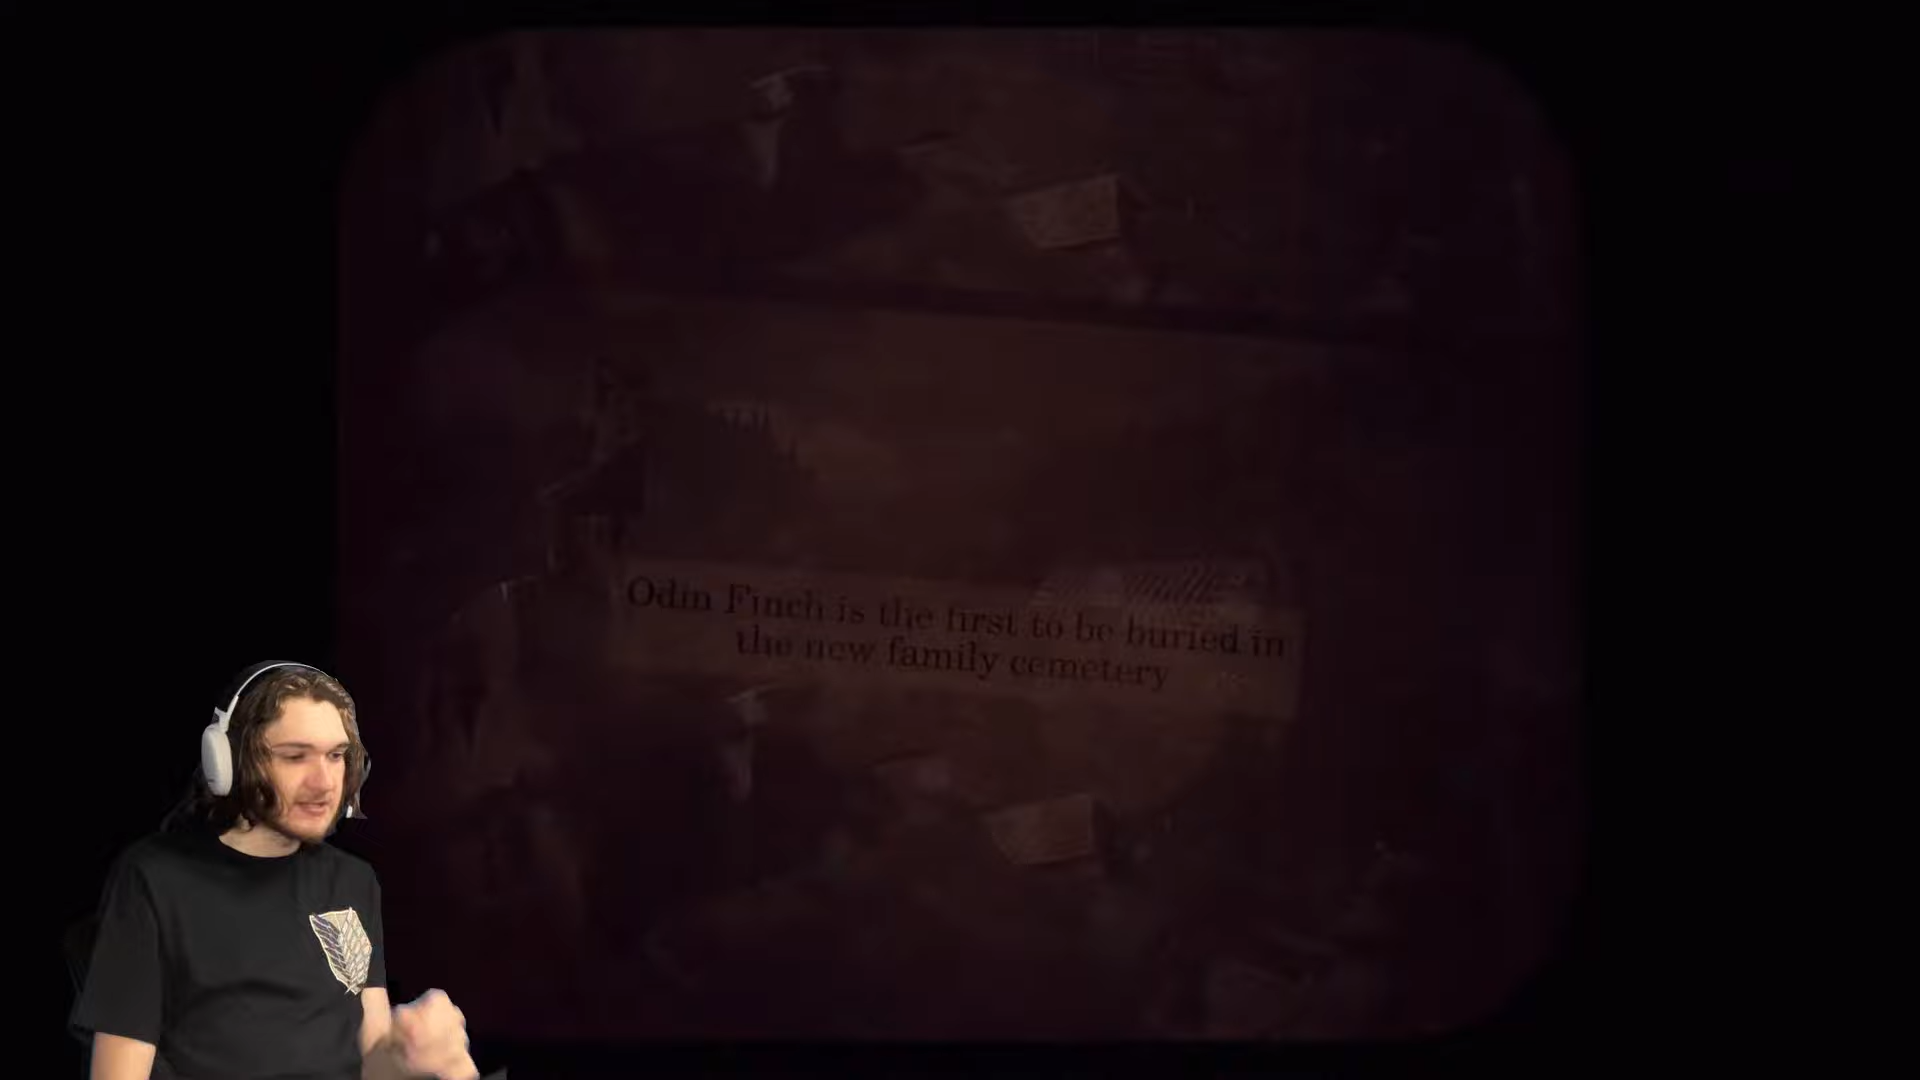 Odin Finch is the first to be buried in
the new family cemetery